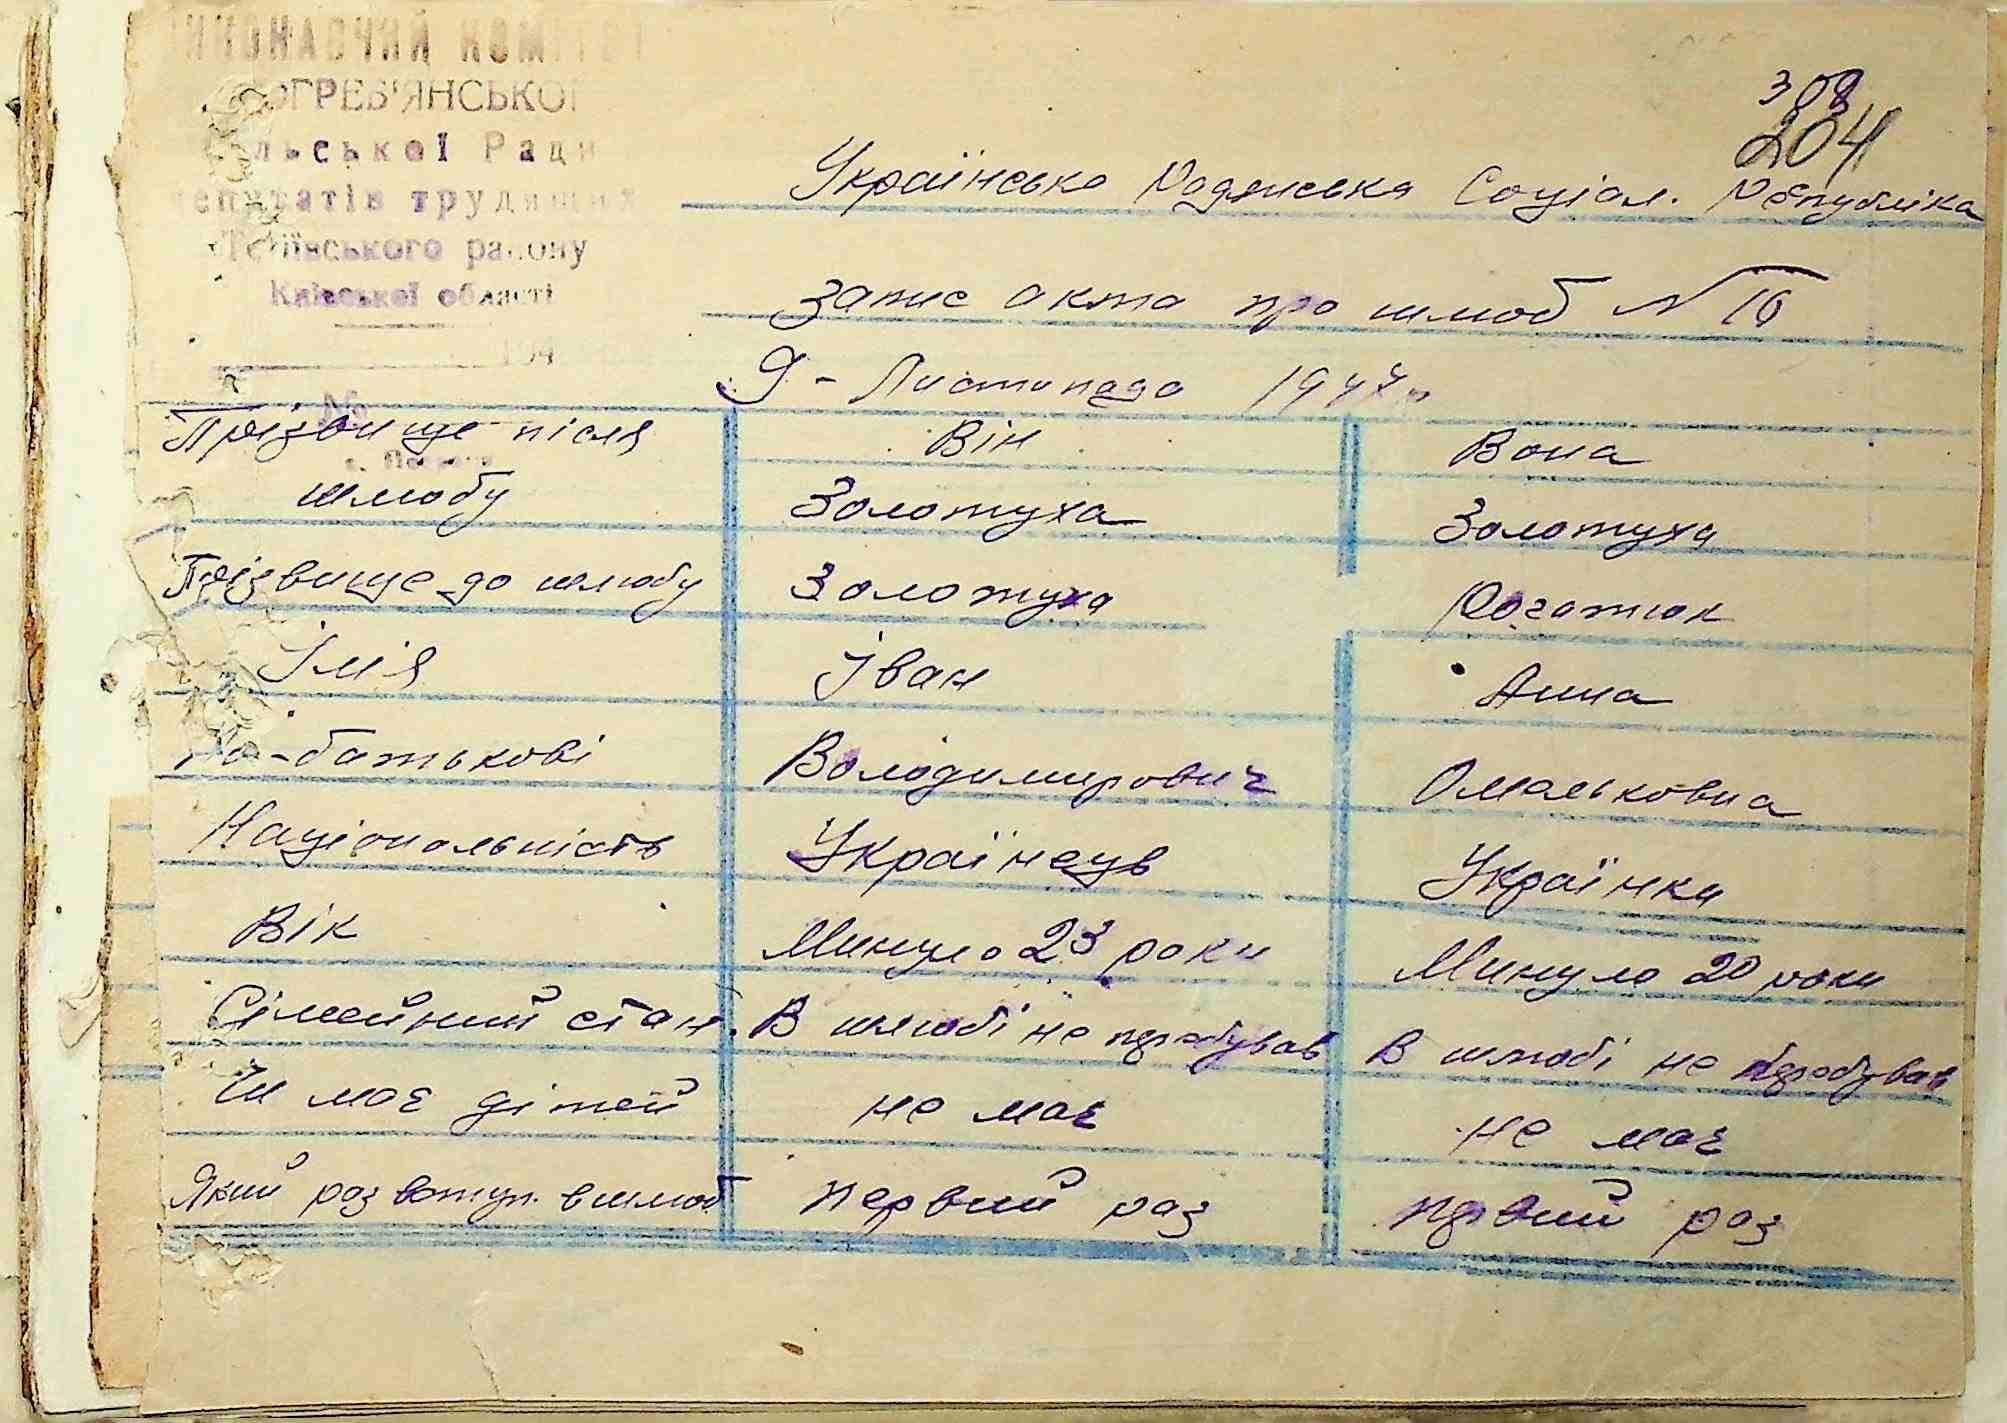 ВИКОНАВЧИЙ КОМІТЕТ
ПОГРЕБ'ЯНСЬКОЇ
сільської Ради
депутатів трудящих
Тетіївського району
Київської області
194
№
308
204
Українська Радянська Соціал. Республіка
Запис акта про шлюб N 16
9 - Листопада 1947 р
Прізвище після шлюбу Він Вона
Золотуха Золотуха
Прізвище до шлюбу Золотуха Рогатюк
Імія Іван Анна
По-батькові Володимирович Омельковна
Національність Українець Українка
Вік Минуло 23 роки Минуло 20 роки
Сімейний стан. В шлюбі не перебував В шлюбі не перебував
Чи має дітей не має не має
Який раз вступ. в шлюб первий раз первий раз